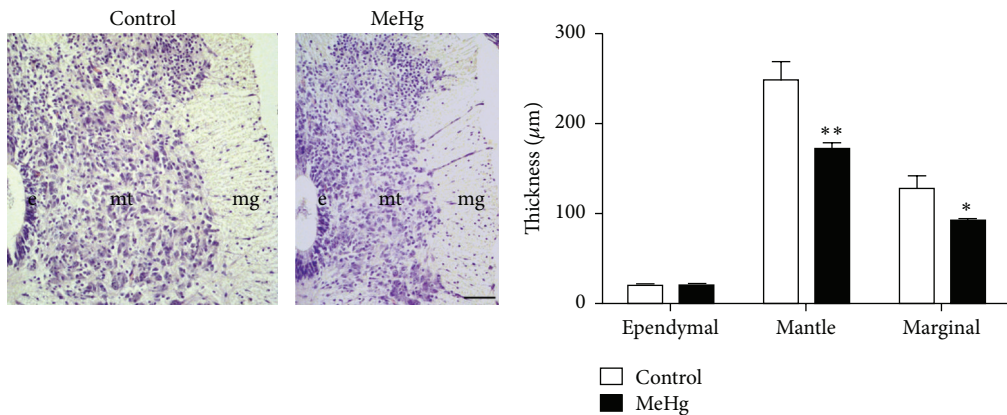 Control
MeHg
e
mt
mg
e
mt
mg
Thickness (μm)
300
200
100
0
**
*
Ependymal
Mantle
Marginal
Control
MeHg